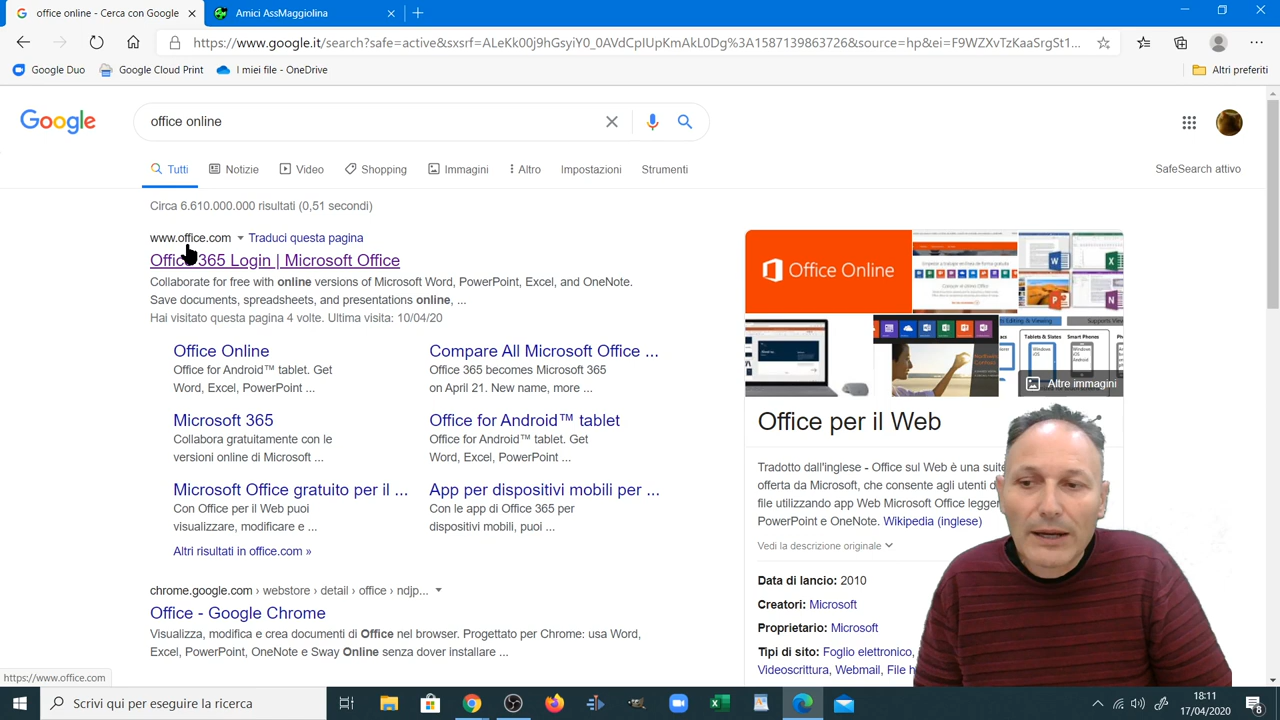 office online - Cerca con Google
Amici AssMaggiolina
https://www.google.it/search?safe=active&sxsrf=ALeKk00j9hGsyiY0_0AVdCpIUpKmAkL0Dg%3A1587139863726&source=hp&ei=F9WZXvTzKaaSrgSt1...
Google Duo
Google Cloud Print
I miei file - OneDrive
Altri preferiti
Google
office online
Tutti
Notizie
Video
Shopping
Immagini
Altro
Impostazioni
Strumenti
SafeSearch attivo
Circa 6.610.000.000 risultati (0,51 secondi)
www.office.com
Traduci questa pagina
Office 365 Login | Microsoft Office
Collaborate for free with online versions of Microsoft Word, PowerPoint, Excel, and OneNote.
Save documents, spreadsheets, and presentations online, ...
Hai visitato questa pagina 4 volte. Ultima visita: 10/04/20
Office Online
Office for Android™ tablet. Get
Word, Excel, PowerPoint ...
Compare All Microsoft Office ...
Office 365 becomes Microsoft 365
on April 21. New name, more ...
Microsoft 365
Collabora gratuitamente con le
versioni online di Microsoft ...
Office for Android™ tablet
Office for Android™ tablet. Get
Word, Excel, PowerPoint ...
Microsoft Office gratuito per il ...
Con Office per il Web puoi
visualizzare, modificare e ...
App per dispositivi mobili per ...
Con le app di Office 365 per
dispositivi mobili, puoi ...
Altri risultati in office.com »
chrome.google.com › webstore › detail › office › ndjp...
Office - Google Chrome
Visualizza, modifica e crea documenti di Office nel browser. Progettato per Chrome: usa Word,
Excel, PowerPoint, OneNote e Sway Online senza dover installare ...
Office Online
Tablets & Slates
Smart Phones
Altre immagini
Office per il Web
Tradotto dall'inglese - Office sul Web è una suite
offerta da Microsoft, che consente agli utenti d
file utilizzando app Web Microsoft Office legger
PowerPoint e OneNote. Wikipedia (inglese)
Vedi la descrizione originale
Data di lancio: 2010
Creatori: Microsoft
Proprietario: Microsoft
Tipi di sito: Foglio elettronico,
Videoscrittura, Webmail, File h
https://www.office.com
Scrivi qui per eseguire la ricerca
18:11
17/04/2020
8